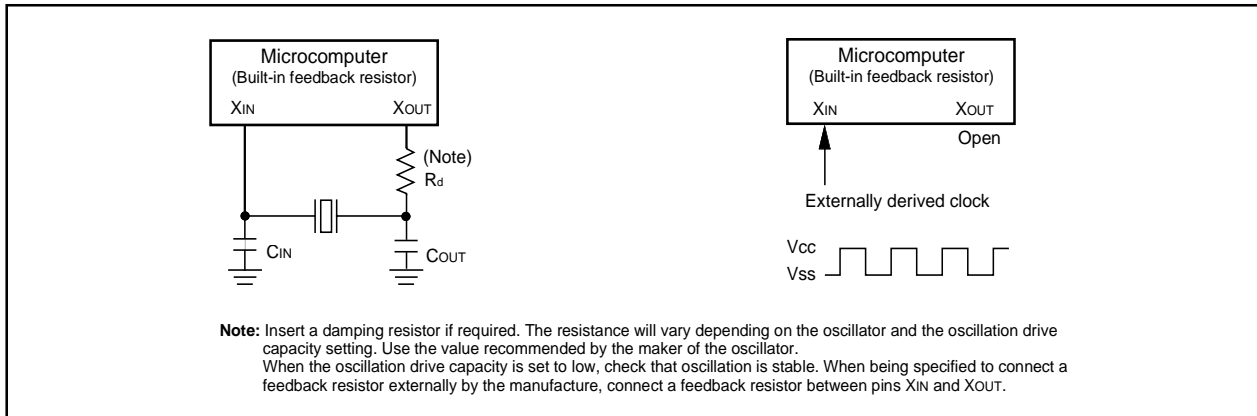 Microcomputer
(Built-in feedback resistor)
XIN XOUT
(Note)
Rd
CIN
COUT
Microcomputer
(Built-in feedback resistor)
XIN XOUT
Open
Externally derived clock
Vcc
Vss
Note: Insert a damping resistor if required. The resistance will vary depending on the oscillator and the oscillation drive
capacity setting. Use the value recommended by the maker of the oscillator.
When the oscillation drive capacity is set to low, check that oscillation is stable. When being specified to connect a
feedback resistor externally by the manufacture, connect a feedback resistor between pins XIN and XOUT.